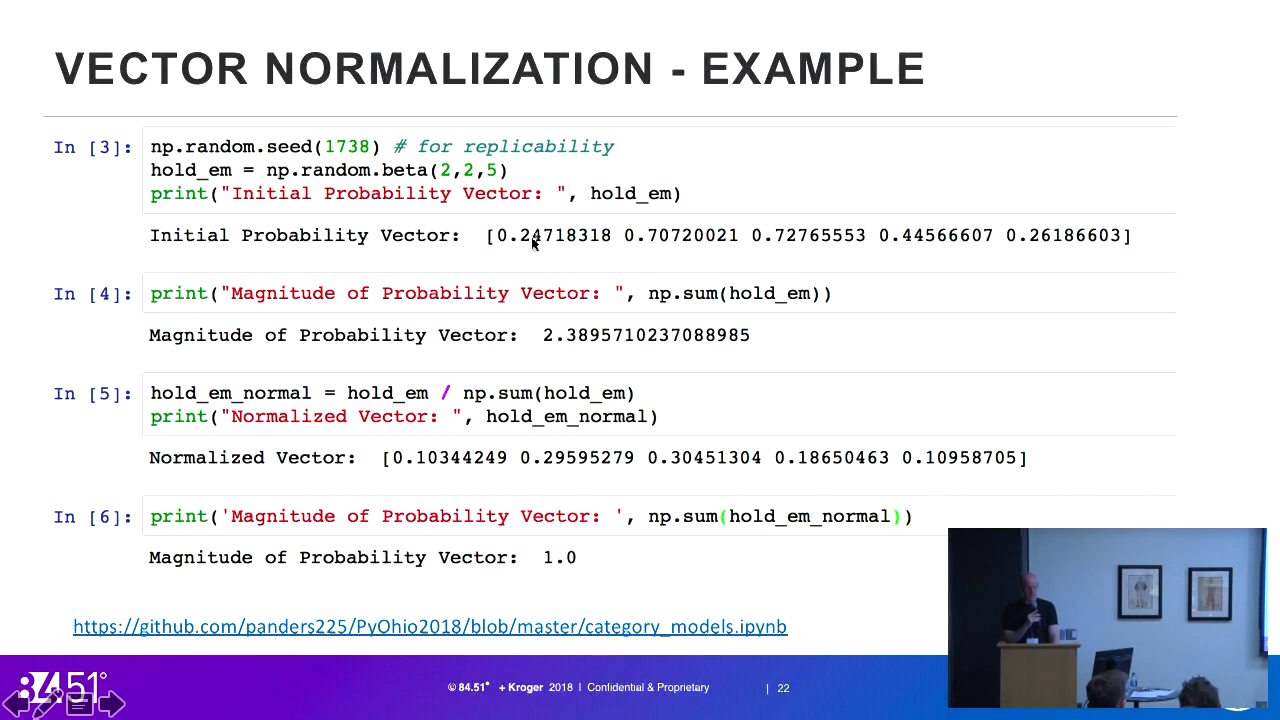 VECTOR NORMALIZATION - EXAMPLE
In [3]: np.random.seed(1738) # for replicability
hold_em = np.random.beta(2,2,5)
print("Initial Probability Vector: ", hold_em)
Initial Probability Vector:  [0.24718318 0.70720021 0.72765553 0.44566607 0.26186603]
In [4]: print("Magnitude of Probability Vector: ", np.sum(hold_em))
Magnitude of Probability Vector:  2.3895710237088985
In [5]: hold_em_normal = hold_em / np.sum(hold_em)
print("Normalized Vector: ", hold_em_normal)
Normalized Vector:  [0.10344249 0.29595279 0.30451304 0.18650463 0.10958705]
In [6]: print('Magnitude of Probability Vector: ', np.sum(hold_em_normal))
Magnitude of Probability Vector:  1.0
https://github.com/panders225/PyOhio2018/blob/master/category_models.ipynb
84.51°
© 84.51° + Kroger 2018 | Confidential & Proprietary | 22